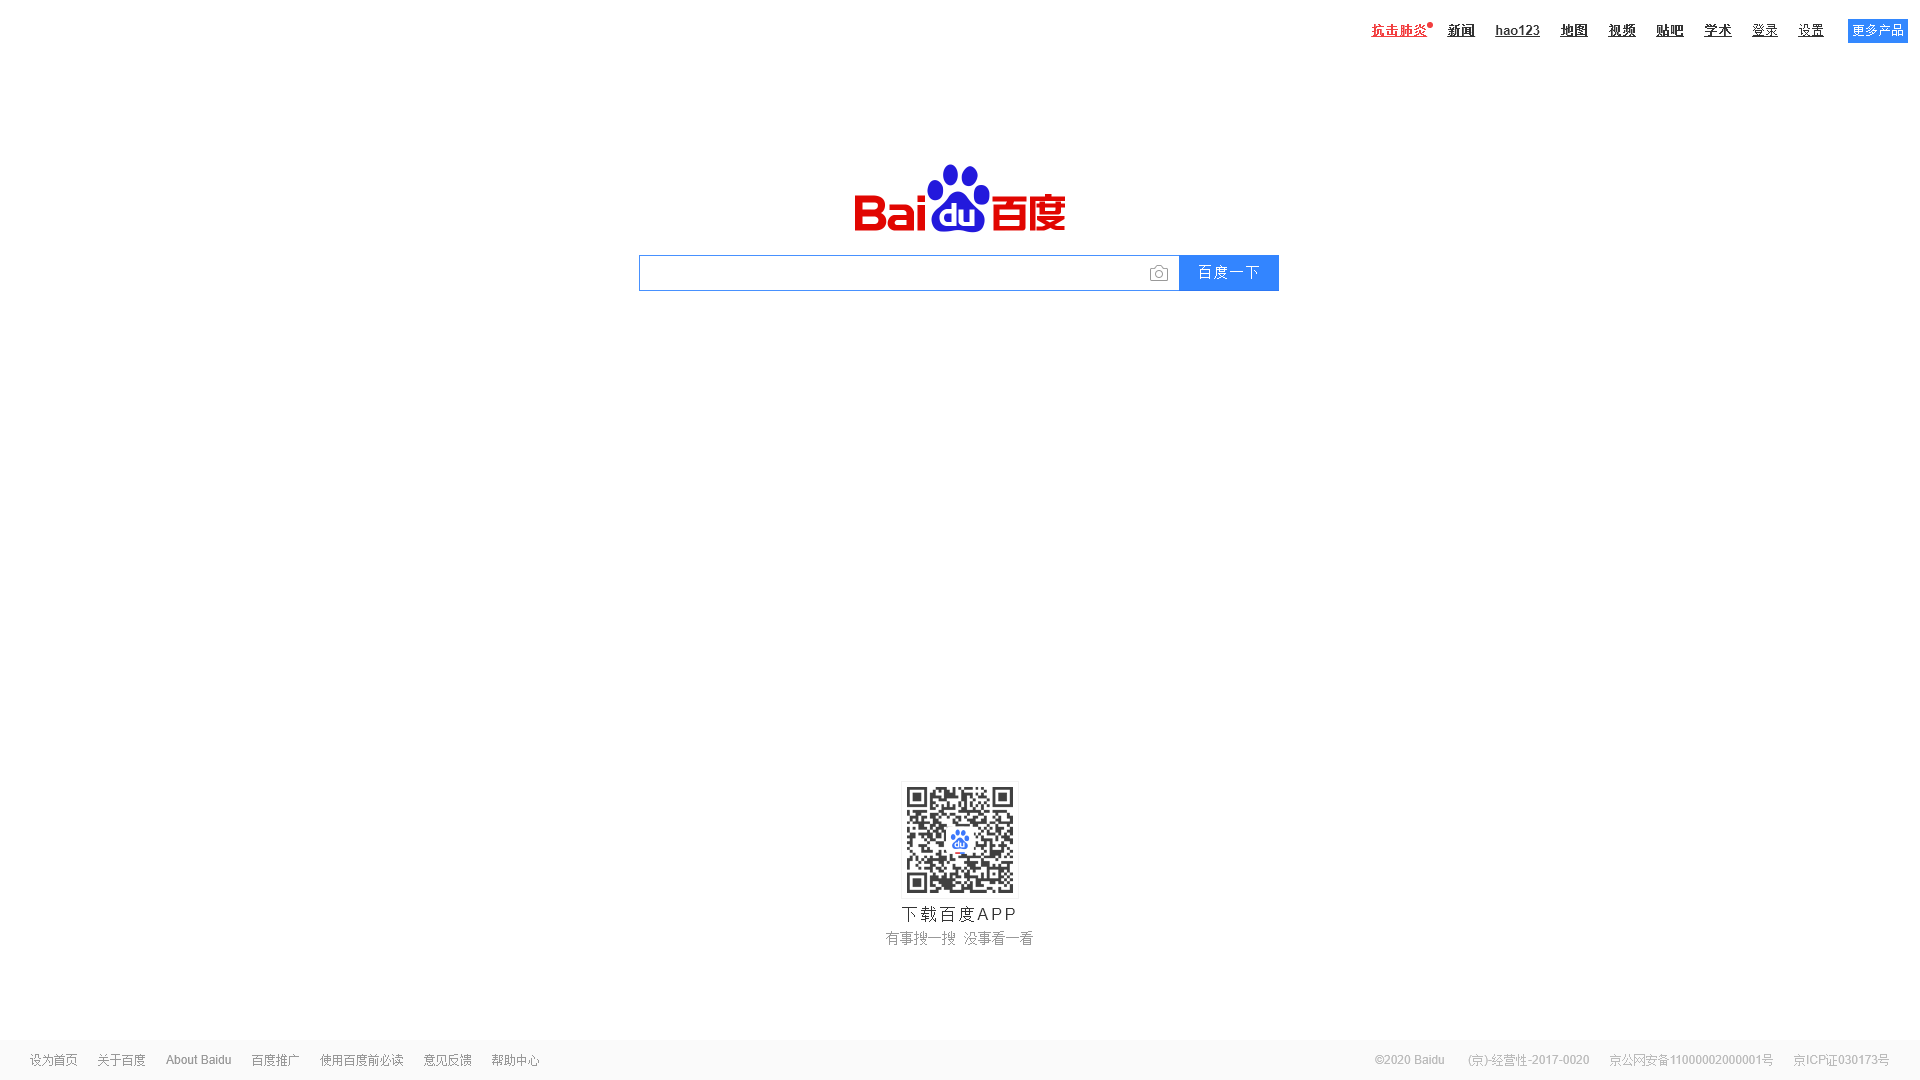 抗击肺炎 新闻 hao123 地图 视频 贴吧 学术 登录 设置 更多产品
Baidu百度
百度一下
du
下载百度APP
有事搜一搜 没事看一看
设为首页 关于百度 About Baidu 百度推广 使用百度前必读 意见反馈 帮助中心 ©2020 Baidu (京)-经营性-2017-0020 京公网安备11000002000001号 京ICP证030173号